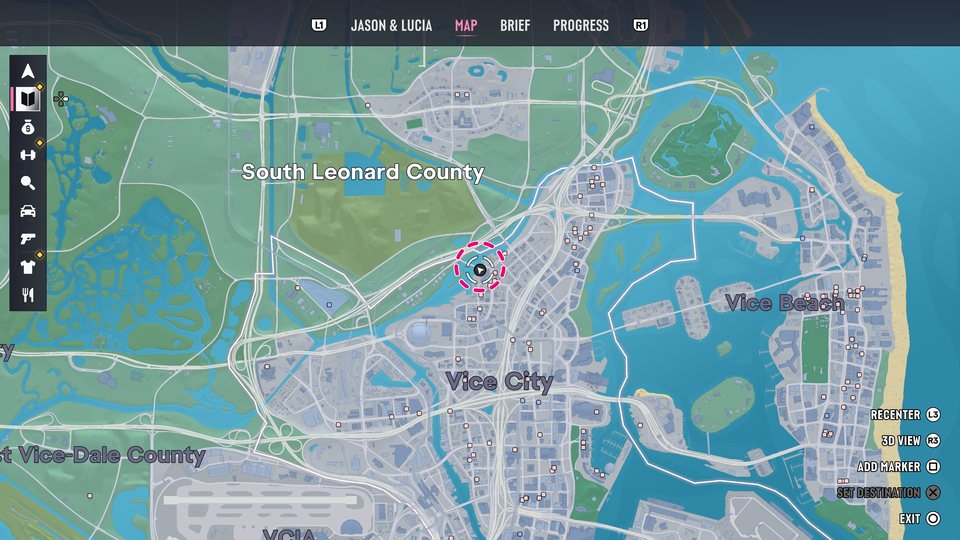 L1 JASON & LUCIA MAP BRIEF PROGRESS R1
South Leonard County
Vice Beach
y
Vice City
RECENTER L3
3D VIEW R3
ADD MARKER
t Vice-Dale County
SET DESTINATION
EXIT
VCIA